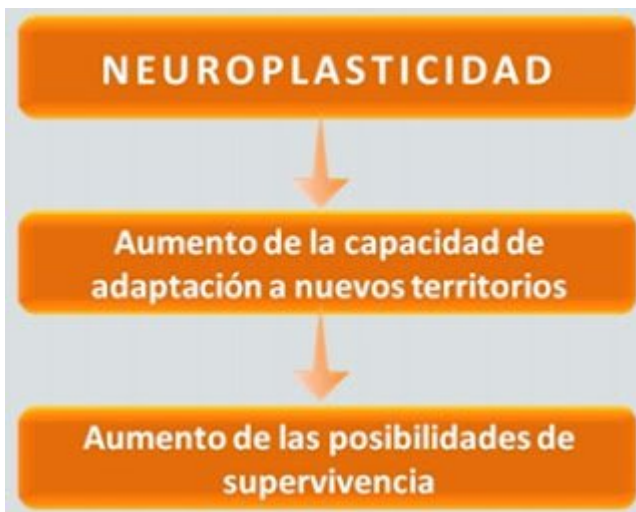 NEUROPLASTICIDAD
Aumento de la capacidad de
adaptación a nuevos territorios
Aumento de las posibilidades de
supervivencia